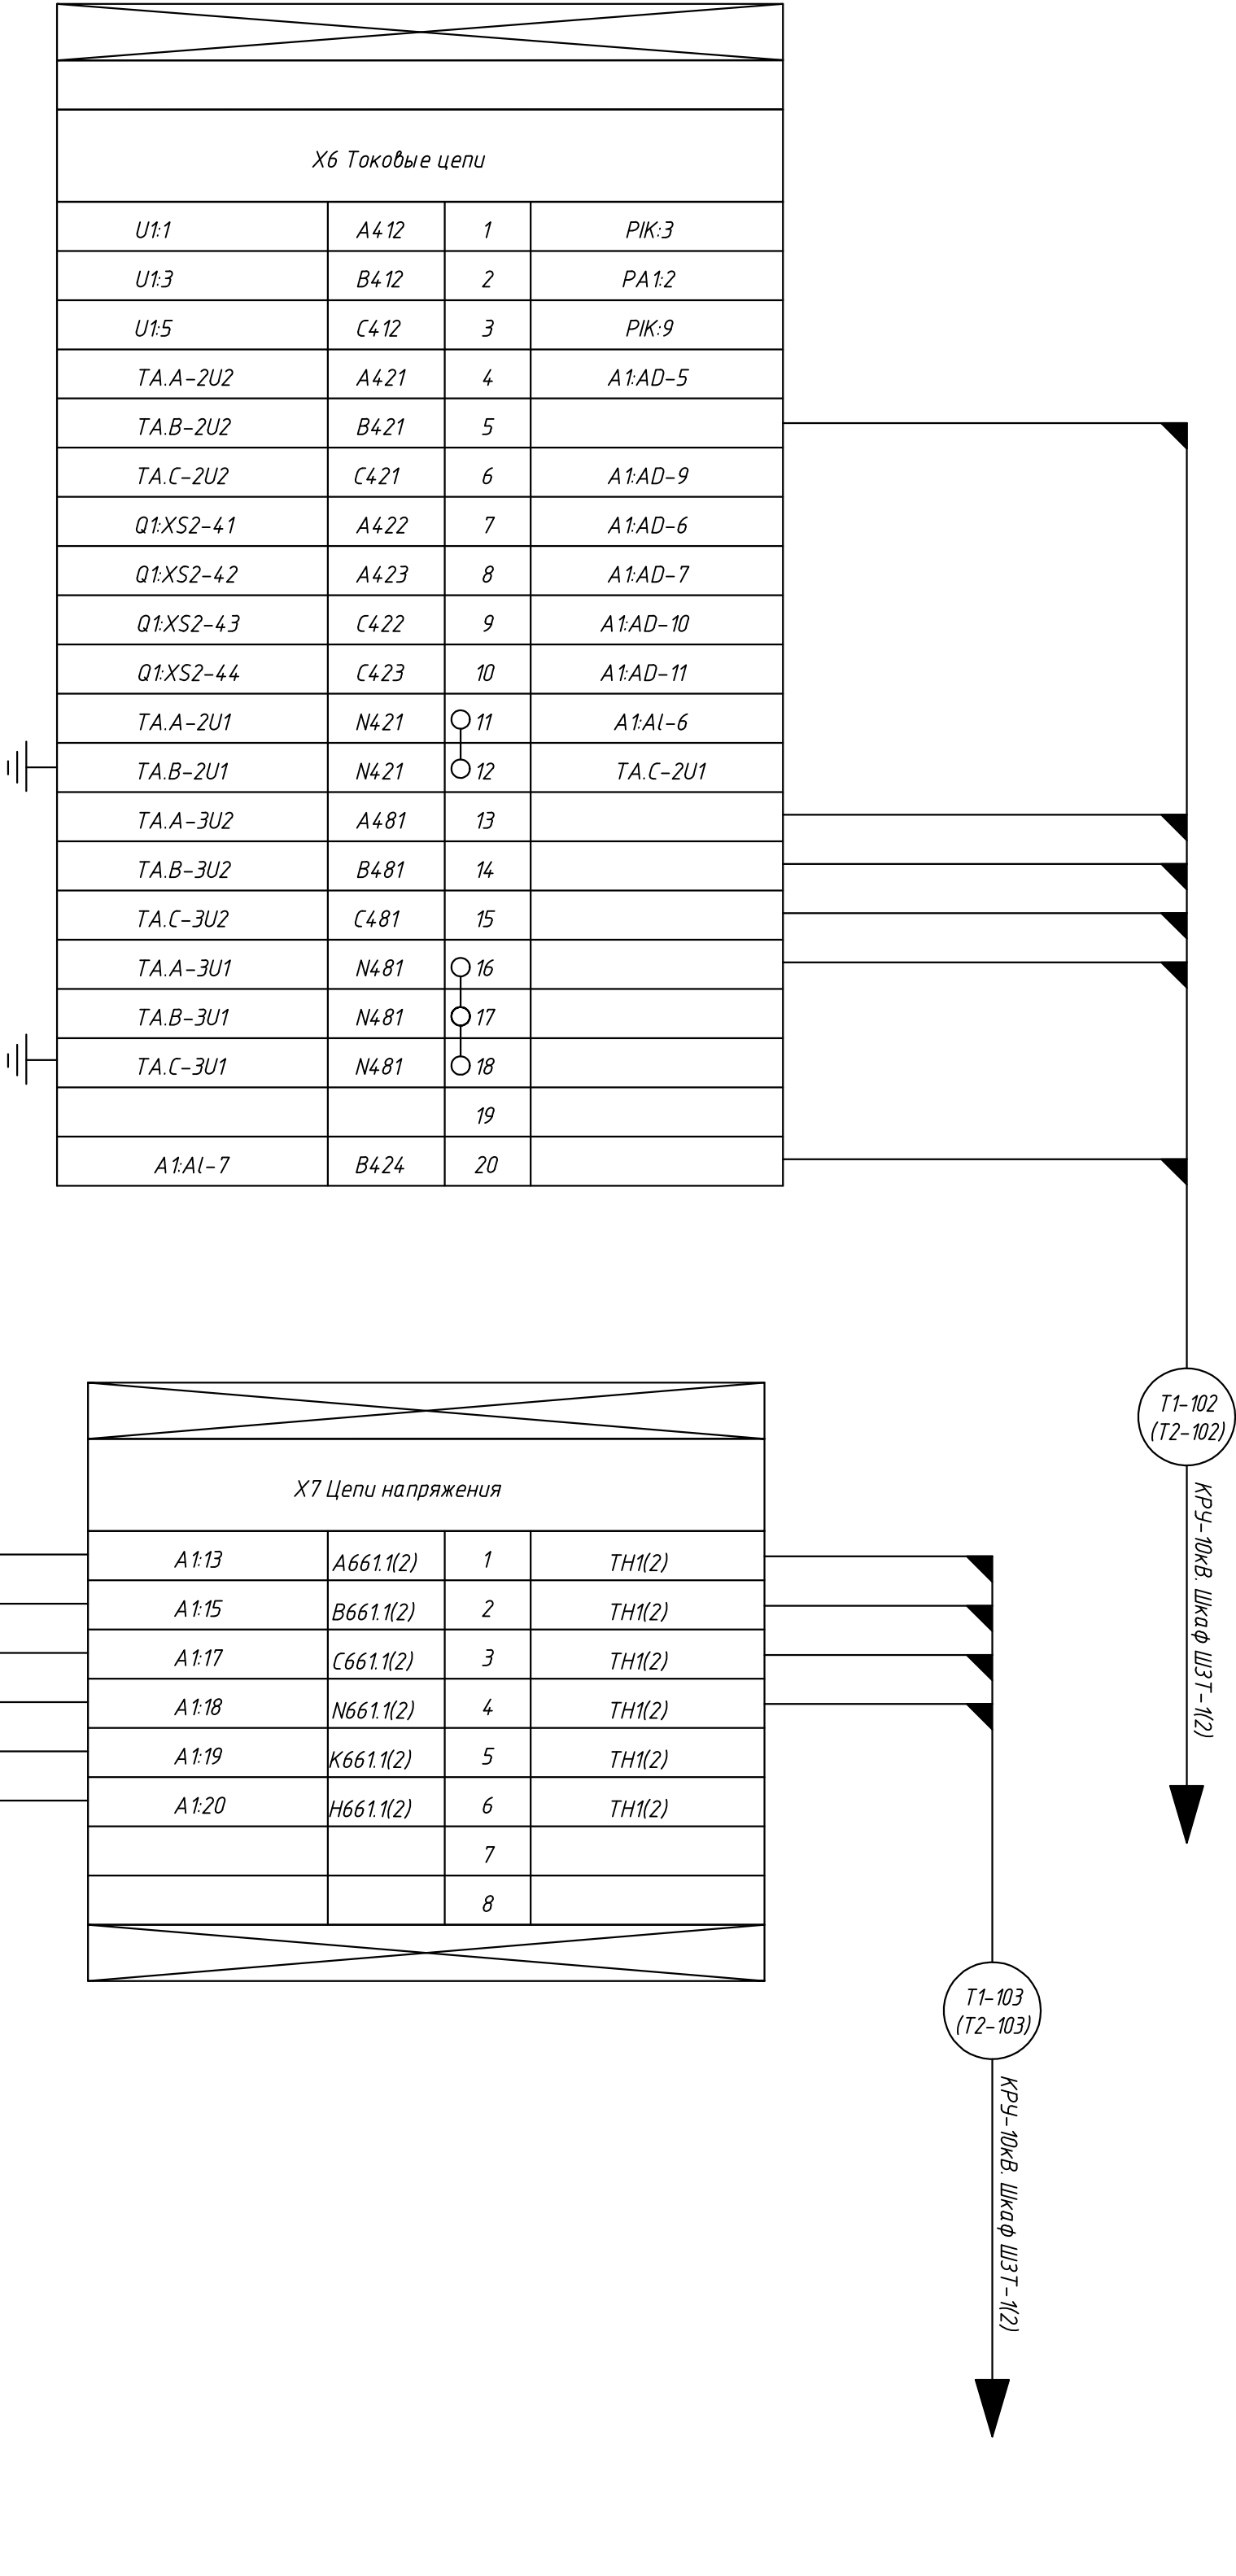 X6 Токовые цепи
U1:1 A412 1 PIK:3
U1:3 B412 2 PA1:2
U1:5 C412 3 PIK:9
TA.A-2U2 A421 4 A1:AD-5
TA.B-2U2 B421 5
TA.C-2U2 C421 6 A1:AD-9
Q1:XS2-41 A422 7 A1:AD-6
Q1:XS2-42 A423 8 A1:AD-7
Q1:XS2-43 C422 9 A1:AD-10
Q1:XS2-44 C423 10 A1:AD-11
TA.A-2U1 N421 11 A1:AI-6
TA.B-2U1 N421 12 TA.C-2U1
TA.A-3U2 A481 13
TA.B-3U2 B481 14
TA.C-3U2 C481 15
TA.A-3U1 N481 16
TA.B-3U1 N481 17
TA.C-3U1 N481 18
19
A1:AI-7 B424 20
T1-102
(T2-102)
КРУ-10кВ. Шкаф ШЗТ-1(2)
X7 Цепи напряжения
A1:13 A661.1(2) 1 ТН1(2)
A1:15 B661.1(2) 2 ТН1(2)
A1:17 C661.1(2) 3 ТН1(2)
A1:18 N661.1(2) 4 ТН1(2)
A1:19 K661.1(2) 5 ТН1(2)
A1:20 H661.1(2) 6 ТН1(2)
7
8
T1-103
(T2-103)
КРУ-10кВ. Шкаф ШЗТ-1(2)